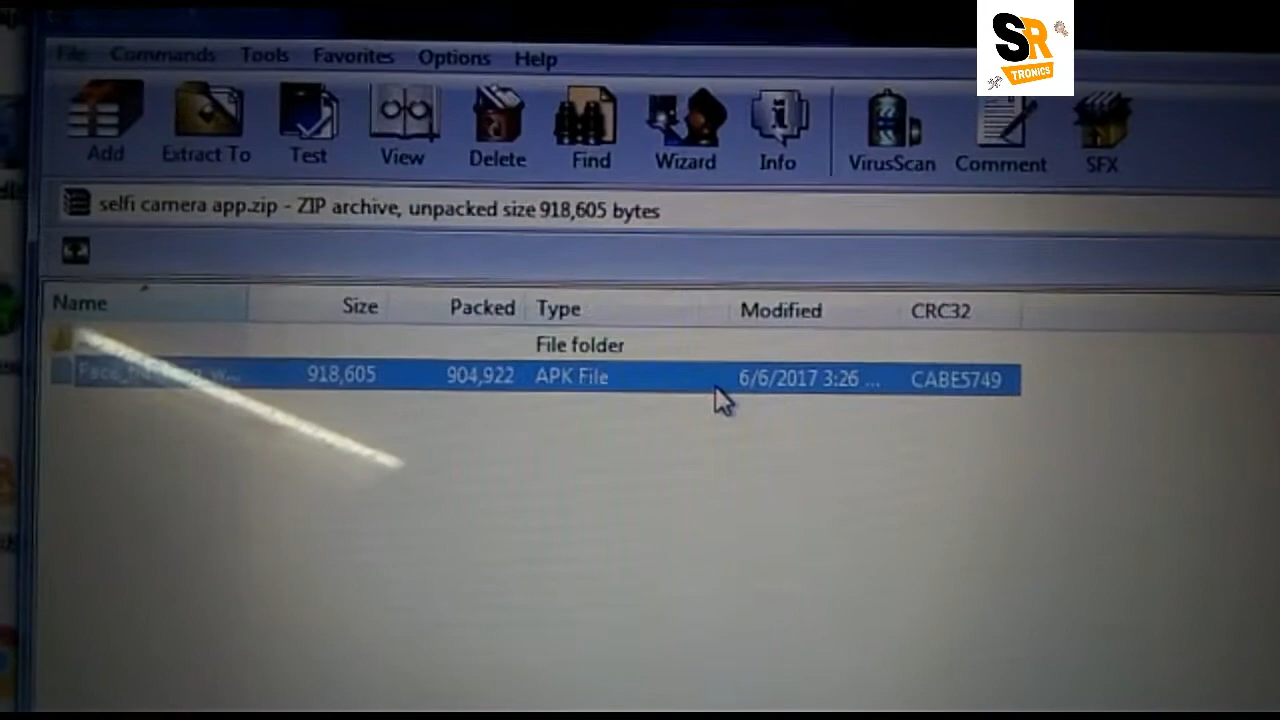 SR
TRONICS
File Commands Tools Favorites Options Help
Add Extract To Test View Delete Find Wizard Info VirusScan Comment SFX
selfi camera app.zip - ZIP archive, unpacked size 918,605 bytes
Name Size Packed Type Modified CRC32
File folder
918,605 904,922 APK File 6/6/2017 3:26 ... CABE5749